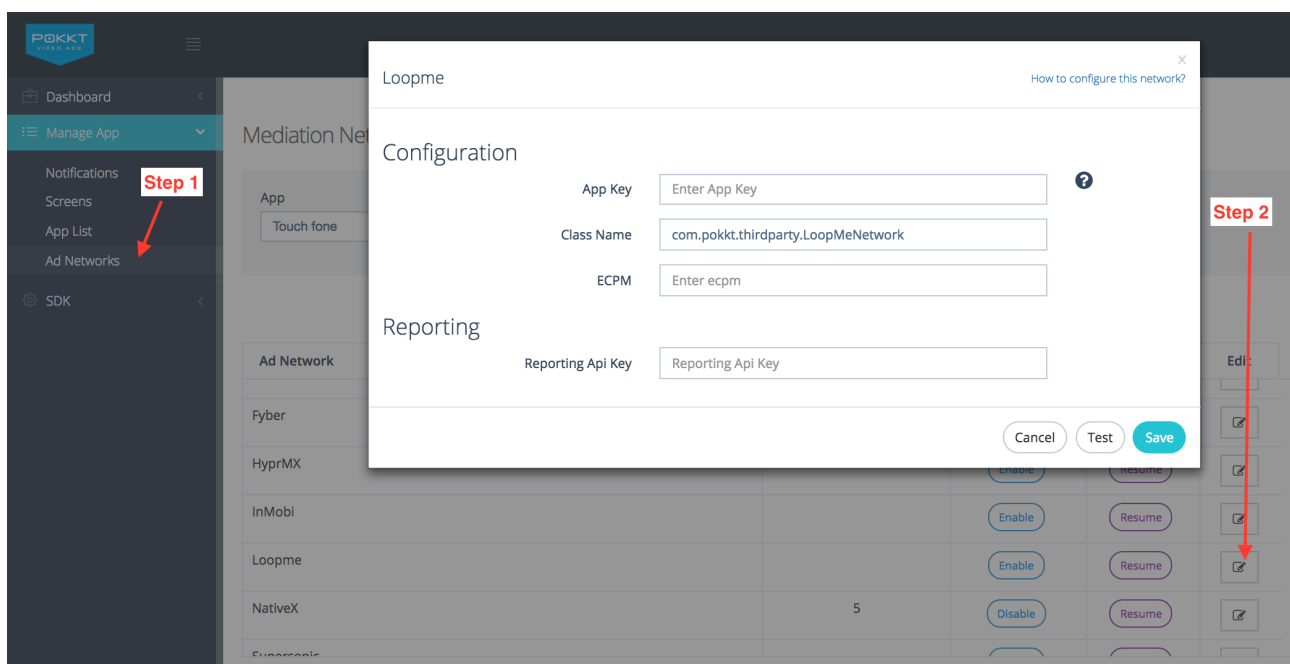 POKKT
VIDEO ADS
Dashboard
Manage App
Notifications
Screens
App List
Ad Networks
SDK
Step 1
Mediation Net
App
Touch fone
Loopme
x
How to configure this network?
Configuration
App Key
Enter App Key
?
Class Name
com.pokkt.thirdparty.LoopMeNetwork
ECPM
Enter ecpm
Reporting
Reporting Api Key
Reporting Api Key
Cancel
Test
Save
Step 2
Ad Network
Edit
Fyber
HyprMX
Enable
Resume
InMobi
Enable
Resume
Loopme
Enable
Resume
NativeX
5
Disable
Resume
Supersonic